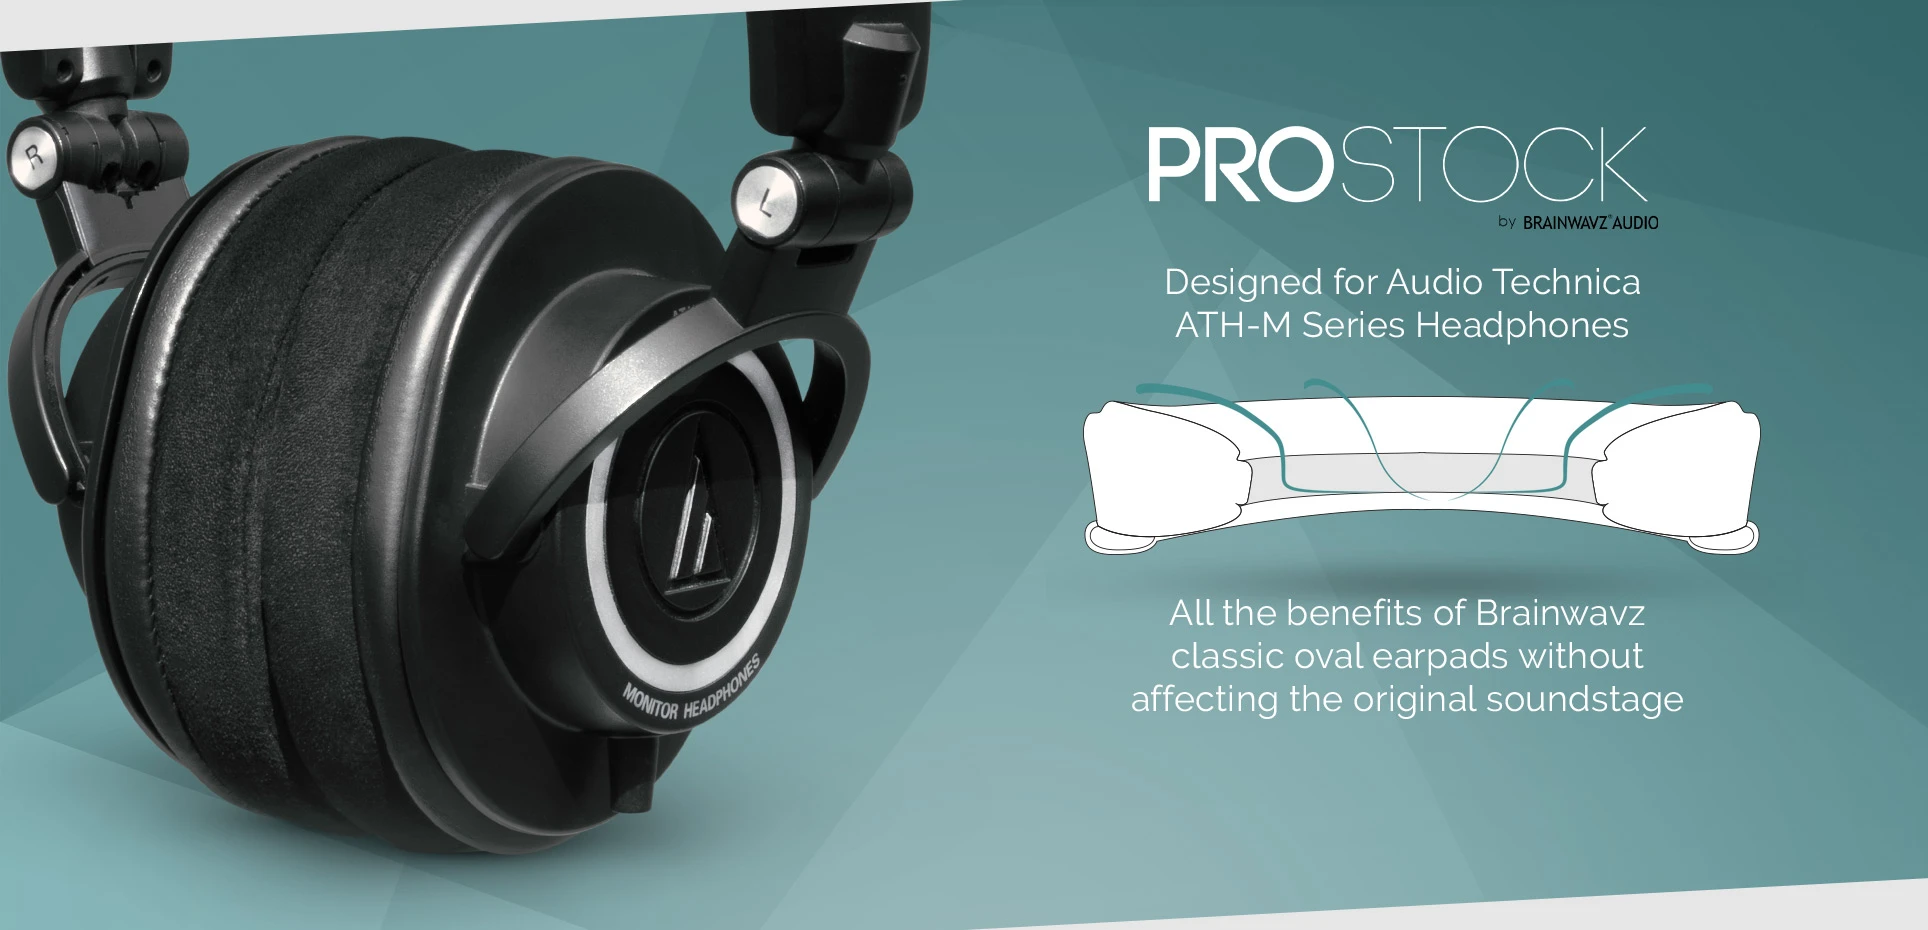 R
L
PROSTOCK
by BRAINWAVZ® AUDIO
Designed for Audio Technica
ATH-M Series Headphones
All the benefits of Brainwavz
classic oval earpads without
affecting the original soundstage
MONITOR HEADPHONES